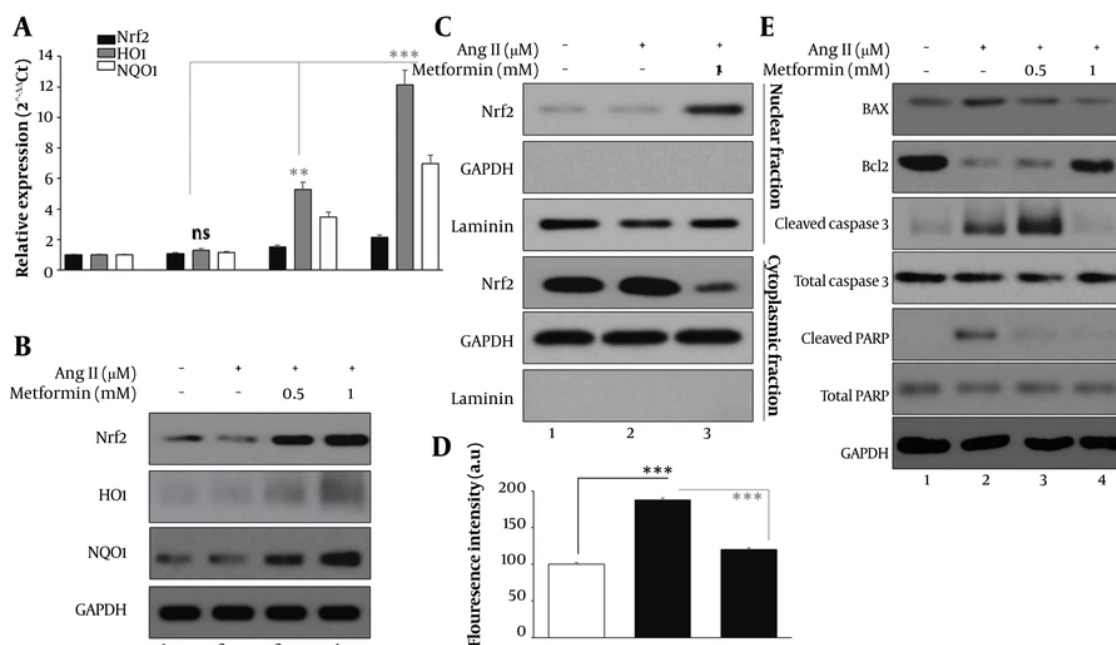 A
Nrf2
HO1
NQO1
Relative expression (2^-ΔΔCt)
14
12
10
8
6
4
2
0
ns
**
***
B
Ang II (μM) - + + +
Metformin (mM) - - 0.5 1
Nrf2
HO1
NQO1
GAPDH
C
Ang II (μM) - + +
Metformin (mM) - - 1
Nrf2
GAPDH
Laminin
Nuclear fraction
Nrf2
GAPDH
Laminin
Cytoplasmic fraction
1 2 3
D
Flouresence intensity (a.u)
200
150
100
50
0
***
***
E
Ang II (μM) - + + +
Metformin (mM) - - 0.5 1
BAX
Bcl2
Cleaved caspase 3
Total caspase 3
Cleaved PARP
Total PARP
GAPDH
1 2 3 4